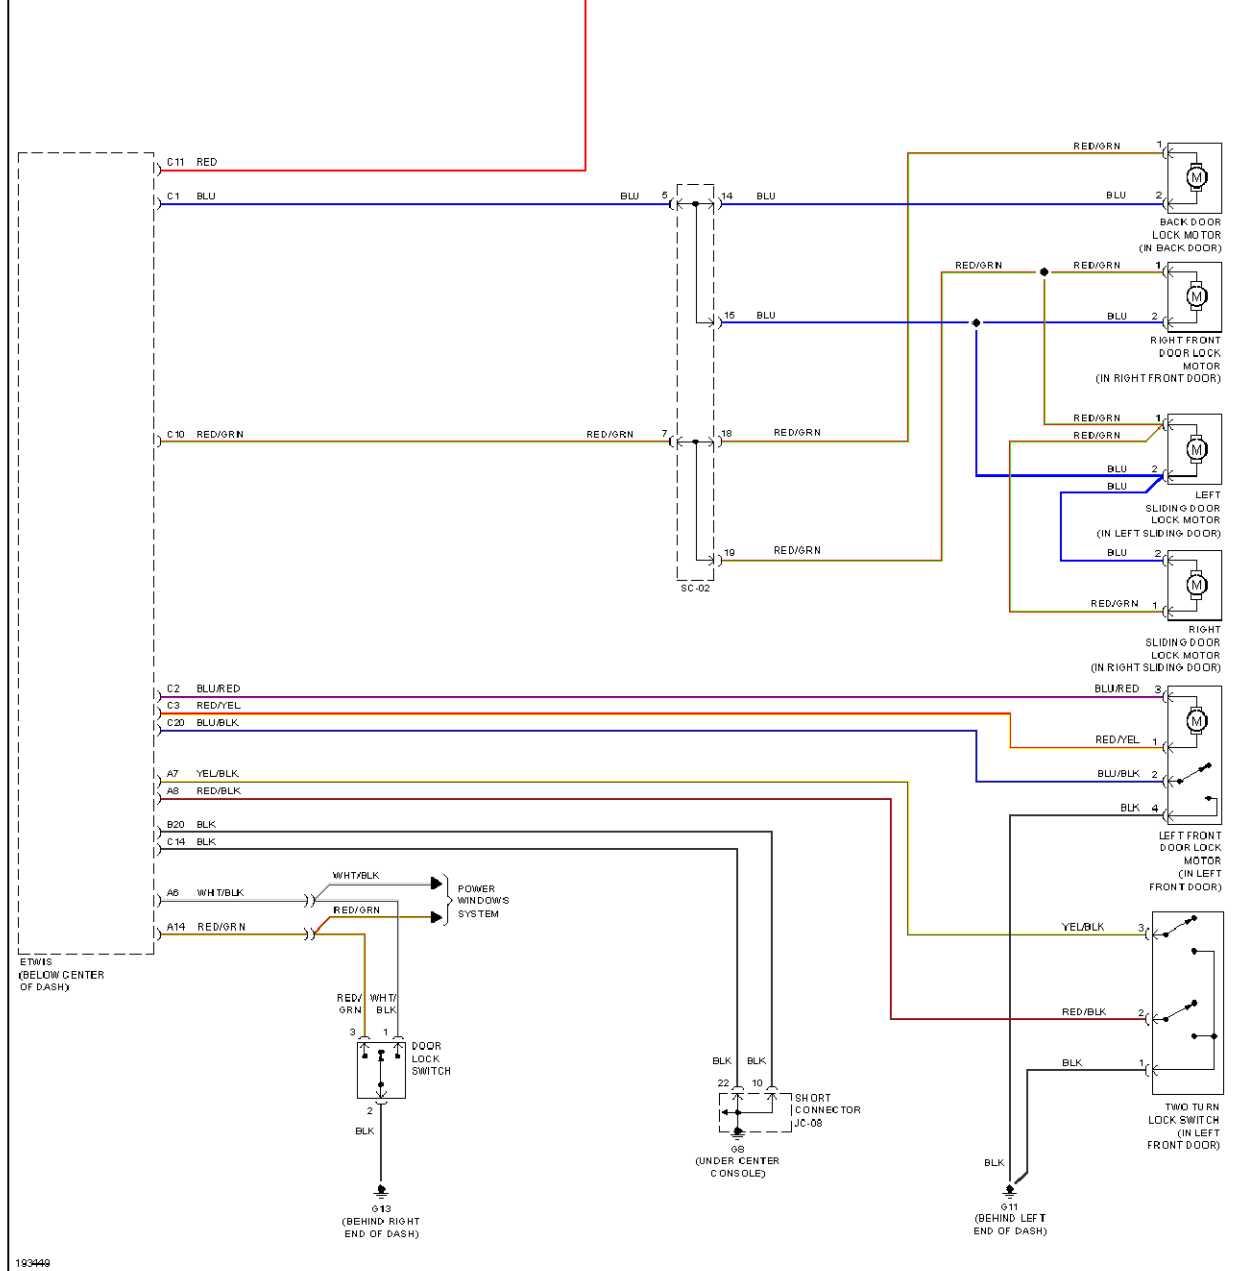 C11 RED
C1 BLU
BLU 5
14 BLU
BLU 2
RED/GRN 1
M
BACK DOOR
LOCK MOTOR
(IN BACK DOOR)
RED/GRN
RED/GRN 1
M
15 BLU
BLU 2
RIGHT FRONT
DOOR LOCK
MOTOR
(IN RIGHT FRONT DOOR)
C10 RED/GRN
RED/GRN 7
18 RED/GRN
RED/GRN 1
RED/GRN
M
BLU 2
BLU
LEFT
SLIDING DOOR
LOCK MOTOR
(IN LEFT SLIDING DOOR)
19 RED/GRN
SC-02
BLU 2
M
RED/GRN 1
RIGHT
SLIDING DOOR
LOCK MOTOR
(IN RIGHT SLIDING DOOR)
C2 BLU/RED
C3 RED/YEL
C20 BLU/BLK
BLU/RED 3
M
RED/YEL 1
BLU/BLK 2
BLK 4
LEFT FRONT
DOOR LOCK
MOTOR
(IN LEFT
FRONT DOOR)
A7 YEL/BLK
A8 RED/BLK
B20 BLK
C14 BLK
A6 WHT/BLK
WHT/BLK
A14 RED/GRN
RED/GRN
POWER
WINDOWS
SYSTEM
ETWIS
(BELOW CENTER
OF DASH)
YEL/BLK 3
RED/BLK 2
BLK 1
TWO TURN
LOCK SWITCH
(IN LEFT
FRONT DOOR)
RED/
GRN
WHT/
BLK
3 1
DOOR
LOCK
SWITCH
2
BLK
G13
(BEHIND RIGHT
END OF DASH)
BLK BLK
22 10
SHORT
CONNECTOR
JC-08
G8
(UNDER CENTER
CONSOLE)
BLK
G11
(BEHIND LEFT
END OF DASH)
193449